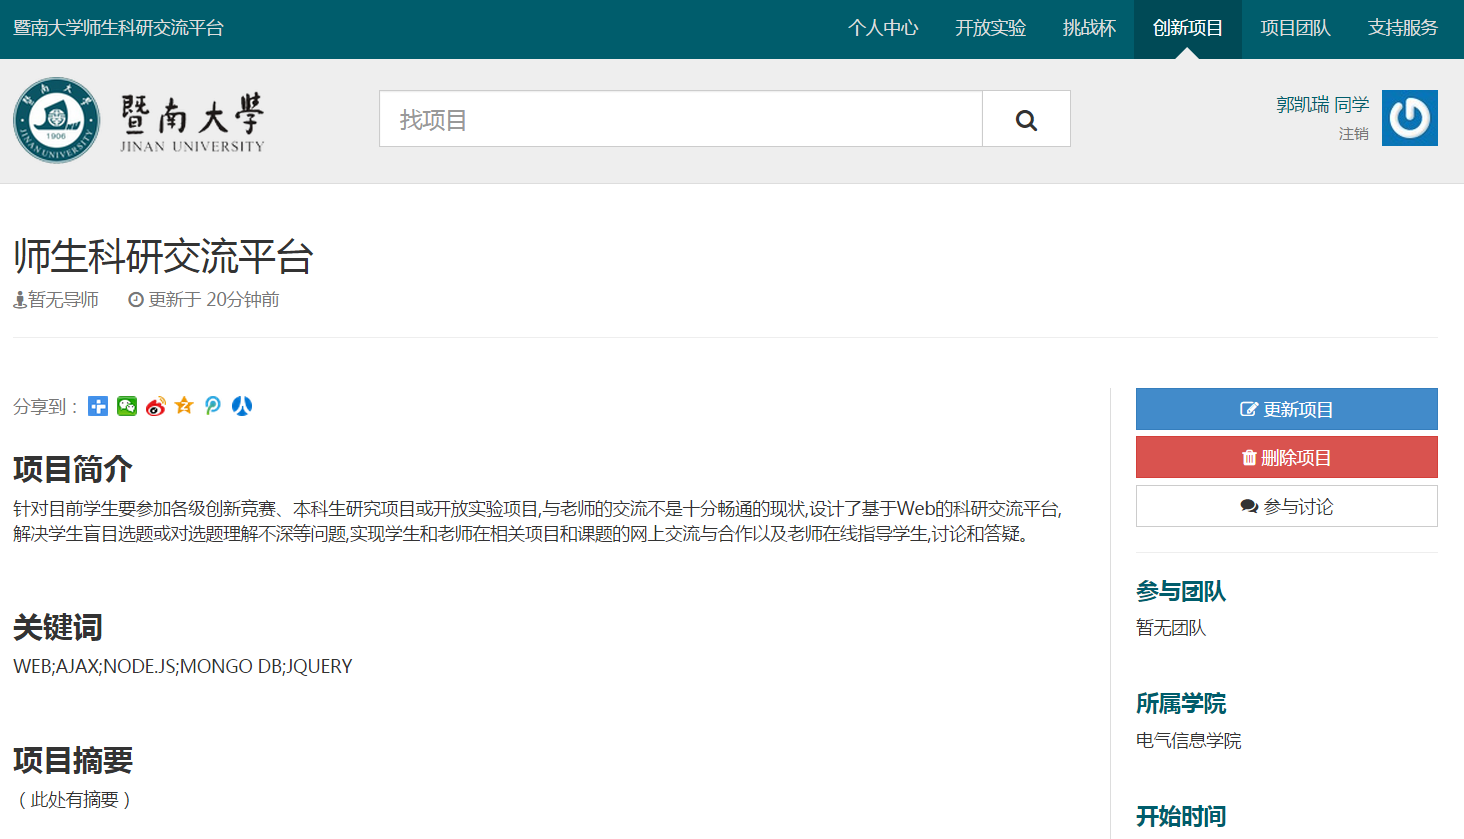 暨南大学师生科研交流平台
个人中心 开放实验 挑战杯 创新项目 项目团队 支持服务
暨南大学
1906
JINAN UNIVERSITY
暨南大学
JINAN UNIVERSITY
找项目
郭凯瑞 同学
注销
师生科研交流平台
暂无导师 更新于 20分钟前
分享到：
项目简介
针对目前学生要参加各级创新竞赛、本科生研究项目或开放实验项目,与老师的交流不是十分畅通的现状,设计了基于Web的科研交流平台,
解决学生盲目选题或对选题理解不深等问题,实现学生和老师在相关项目和课题的网上交流与合作以及老师在线指导学生,讨论和答疑。
关键词
WEB;AJAX;NODE.JS;MONGO DB;JQUERY
项目摘要
（此处有摘要）
更新项目
删除项目
参与讨论
参与团队
暂无团队
所属学院
电气信息学院
开始时间